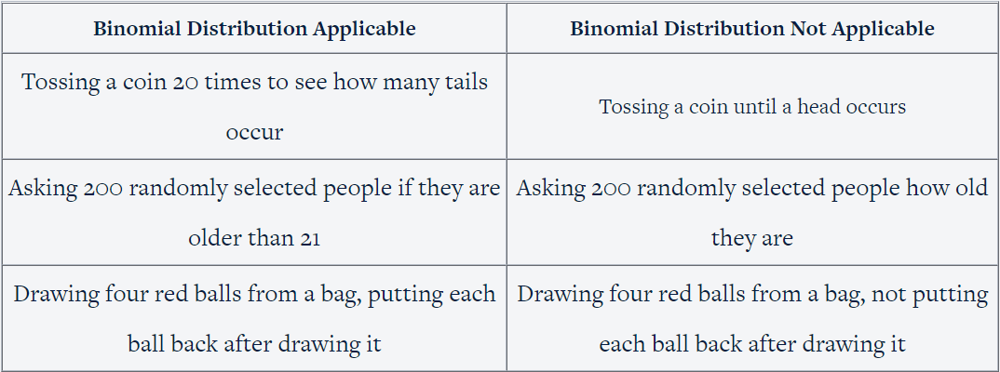 Binomial Distribution Applicable
Binomial Distribution Not Applicable
Tossing a coin 20 times to see how many tails
occur
Tossing a coin until a head occurs
Asking 200 randomly selected people if they are
older than 21
Asking 200 randomly selected people how old
they are
Drawing four red balls from a bag, putting each
ball back after drawing it
Drawing four red balls from a bag, not putting
each ball back after drawing it